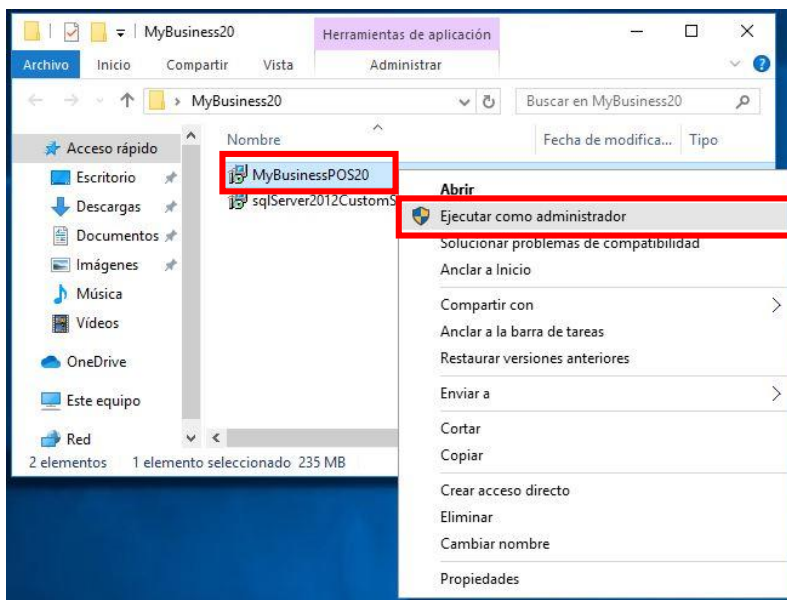 MyBusiness20
Herramientas de aplicación
Archivo
Inicio
Compartir
Vista
Administrar
MyBusiness20
Buscar en MyBusiness20
Acceso rápido
Escritorio
Descargas
Documentos
Imágenes
Música
Vídeos
OneDrive
Este equipo
Red
Nombre
Fecha de modifica...
Tipo
MyBusinessPOS20
sqlServer2012CustomS
2 elementos
1 elemento seleccionado 235 MB
Abrir
Ejecutar como administrador
Solucionar problemas de compatibilidad
Anclar a Inicio
Compartir con
Anclar a la barra de tareas
Restaurar versiones anteriores
Enviar a
Cortar
Copiar
Crear acceso directo
Eliminar
Cambiar nombre
Propiedades